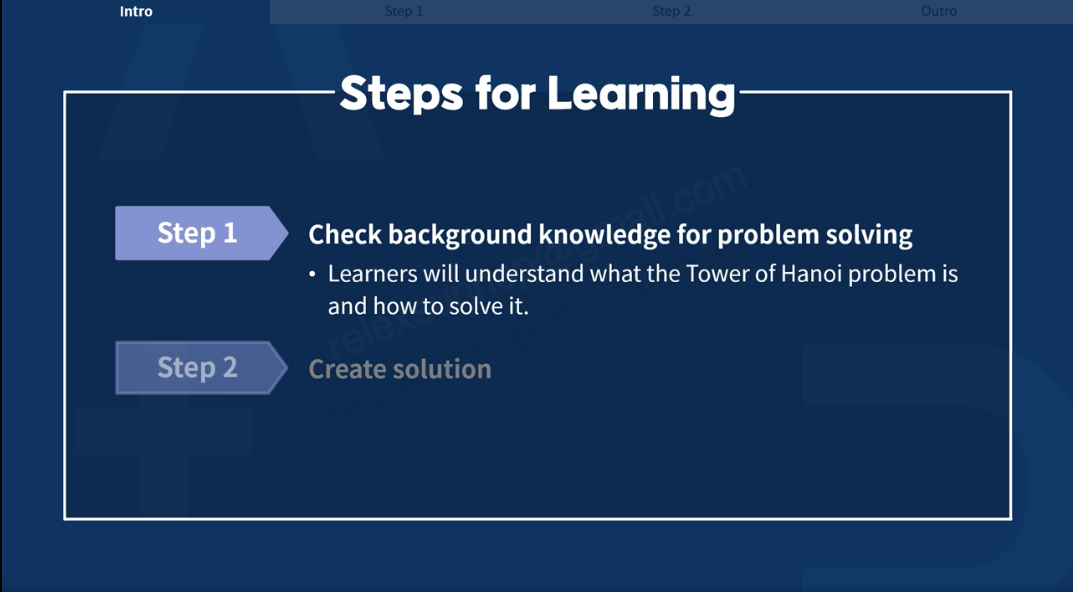 Intro Step 1 Step 2 Outro
Steps for Learning
Step 1 Check background knowledge for problem solving
• Learners will understand what the Tower of Hanoi problem is
and how to solve it.
Step 2 Create solution